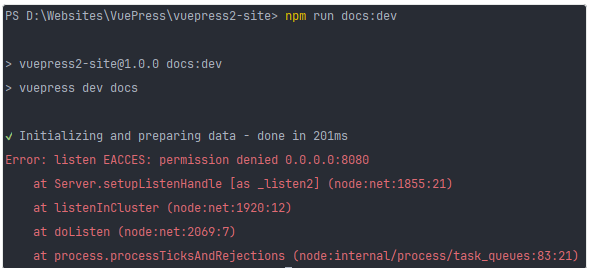 PS D:\Websites\VuePress\vuepress2-site> npm run docs:dev
> vuepress2-site@1.0.0 docs:dev
> vuepress dev docs
✔ Initializing and preparing data - done in 201ms
Error: listen EACCES: permission denied 0.0.0.0:8080
    at Server.setupListenHandle [as _listen2] (node:net:1855:21)
    at listenInCluster (node:net:1920:12)
    at doListen (node:net:2069:7)
    at process.processTicksAndRejections (node:internal/process/task_queues:83:21)